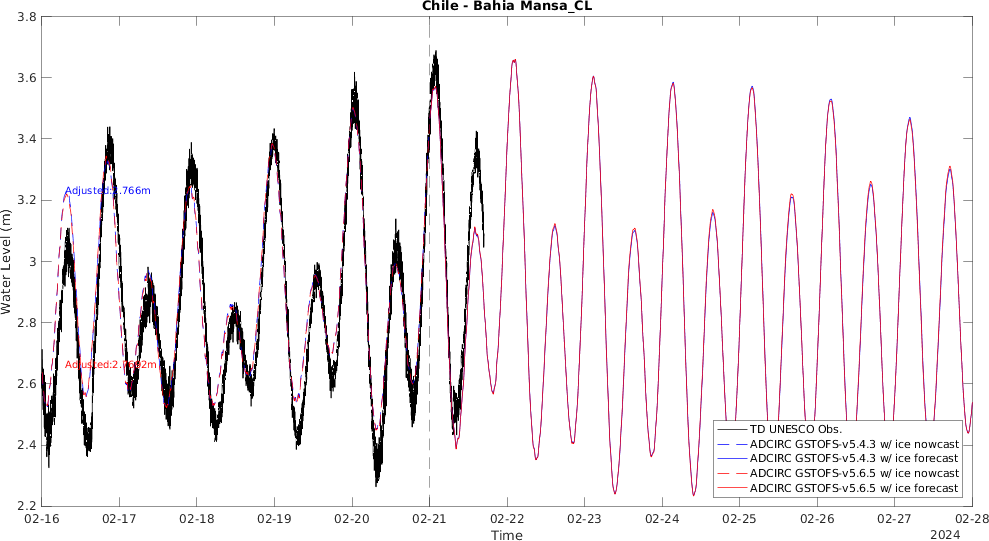 Chile - Bahia Mansa_CL
3.8
3.6
3.4
3.2
3
2.8
2.6
2.4
2.2
Water Level (m)
02-16 02-17 02-18 02-19 02-20 02-21 02-22 02-23 02-24 02-25 02-26 02-27 02-28
Time
2024
TD UNESCO Obs.
ADCIRC GSTOFS-v5.4.3 w/ ice nowcast
ADCIRC GSTOFS-v5.4.3 w/ ice forecast
ADCIRC GSTOFS-v5.6.5 w/ ice nowcast
ADCIRC GSTOFS-v5.6.5 w/ ice forecast